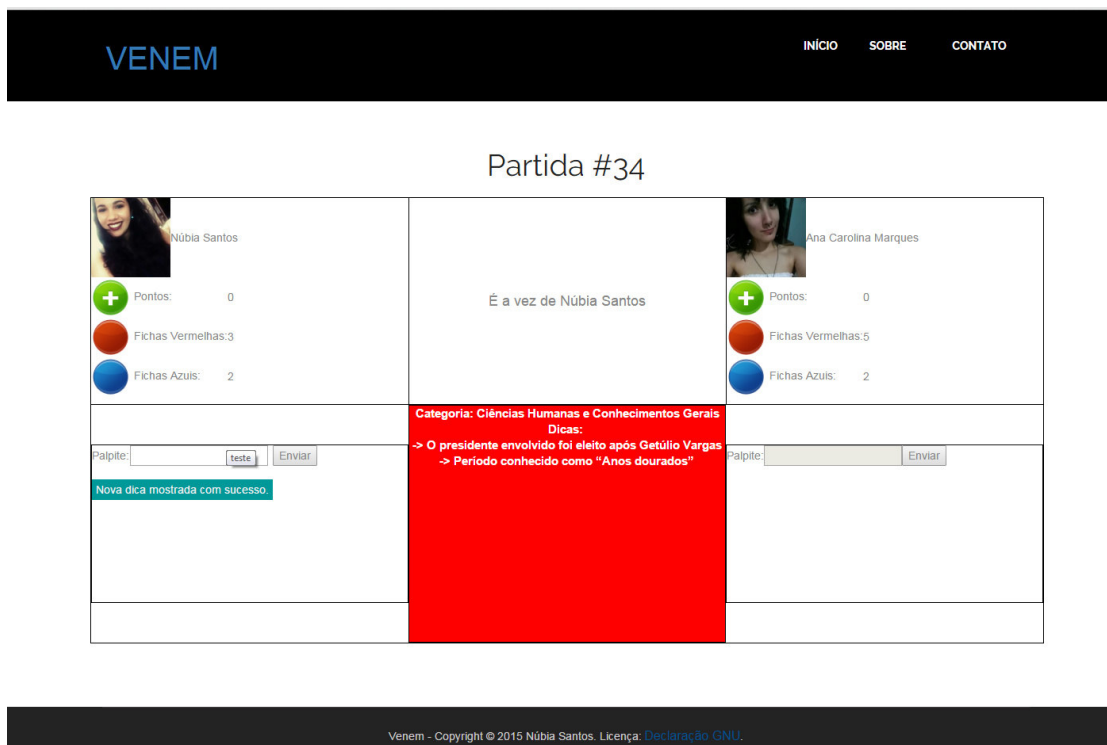 VENEM
INÍCIO SOBRE CONTATO
Partida #34
Núbia Santos
Pontos: 0
Fichas Vermelhas:3
Fichas Azuis: 2
É a vez de Núbia Santos
Ana Carolina Marques
Pontos: 0
Fichas Vermelhas:5
Fichas Azuis: 2
Categoria: Ciências Humanas e Conhecimentos Gerais
Dicas:
-> O presidente envolvido foi eleito após Getúlio Vargas
-> Período conhecido como “Anos dourados”
Palpite: teste Enviar
Nova dica mostrada com sucesso.
Palpite: Enviar
Venem - Copyright © 2015 Núbia Santos. Licença: Declaração GNU.